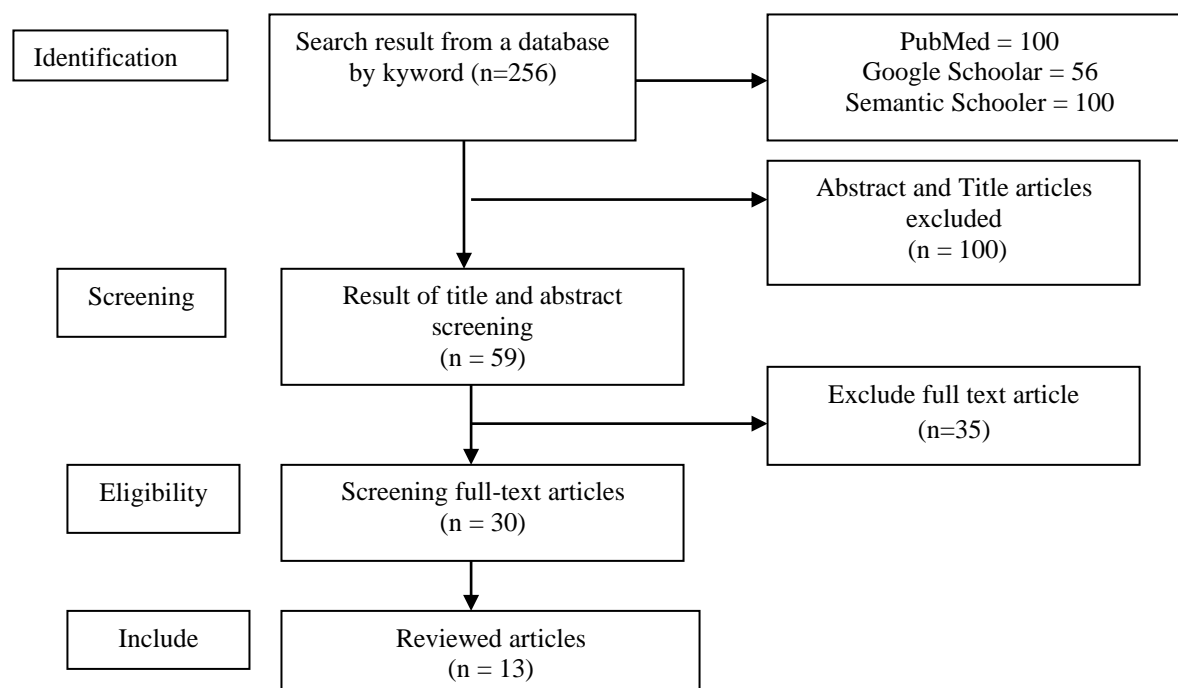 Identification
Search result from a database
by kyword (n=256)
PubMed = 100
Google Schoolar = 56
Semantic Schooler = 100
Abstract and Title articles
excluded
(n = 100)
Screening
Result of title and abstract
screening
(n = 59)
Exclude full text article
(n=35)
Eligibility
Screening full-text articles
(n = 30)
Include
Reviewed articles
(n = 13)